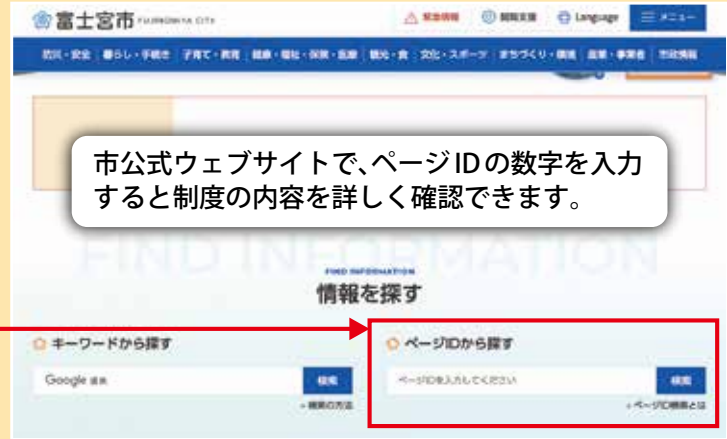 富士宮市 FUJINOMIYA CITY
緊急情報 閲覧支援 Language メニュー
防災・安全 暮らし・手続き 子育て・教育 健康・福祉・保険・医療 観光・食 文化・スポーツ まちづくり・環境 産業・事業者 市政情報
市公式ウェブサイトで、ページIDの数字を入力
すると制度の内容を詳しく確認できます。
FIND INFORMATION
FIND INFORMATION
情報を探す
キーワードから探す ページIDから探す
Google 提供 検索 ページIDを入力してください 検索
検索の方法 ページID検索とは